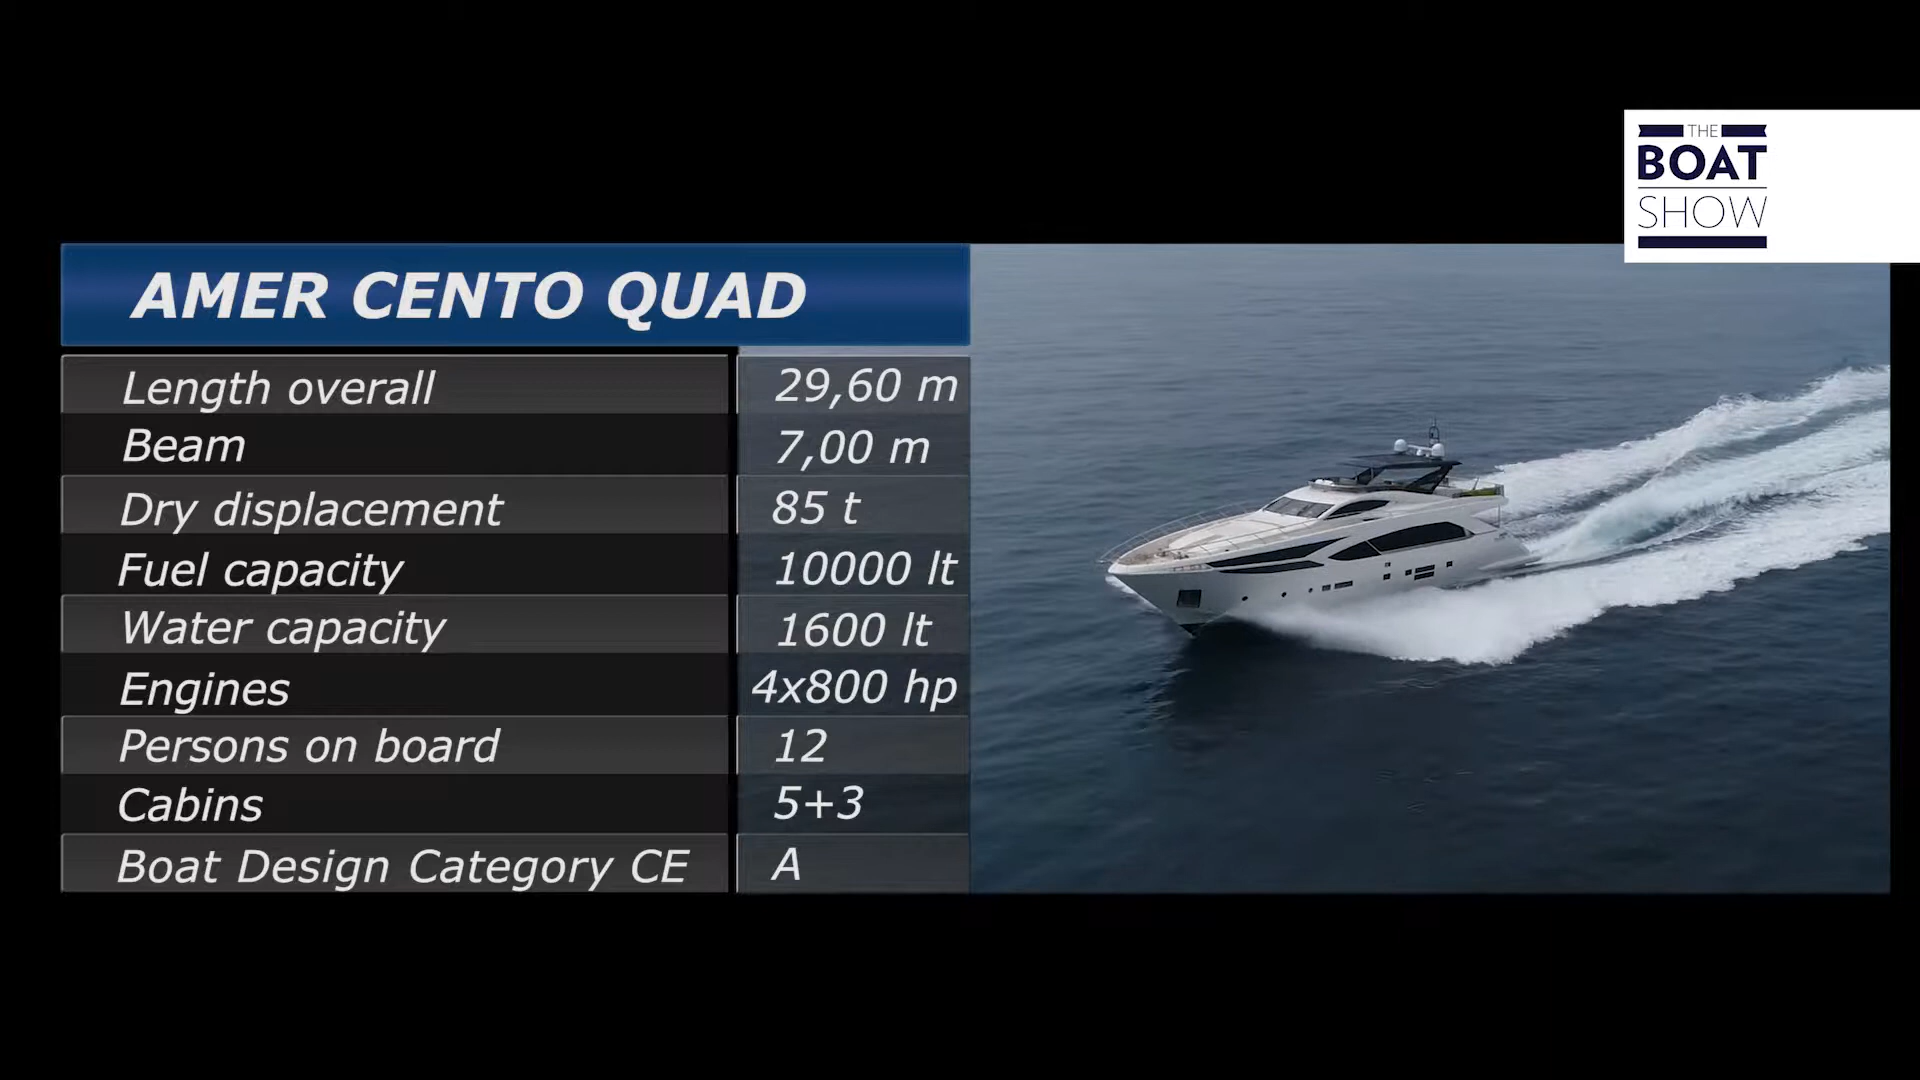 THE
BOAT
SHOW
AMER CENTO QUAD
Length overall 29,60 m
Beam 7,00 m
Dry displacement 85 t
Fuel capacity 10000 lt
Water capacity 1600 lt
Engines 4x800 hp
Persons on board 12
Cabins 5+3
Boat Design Category CE A